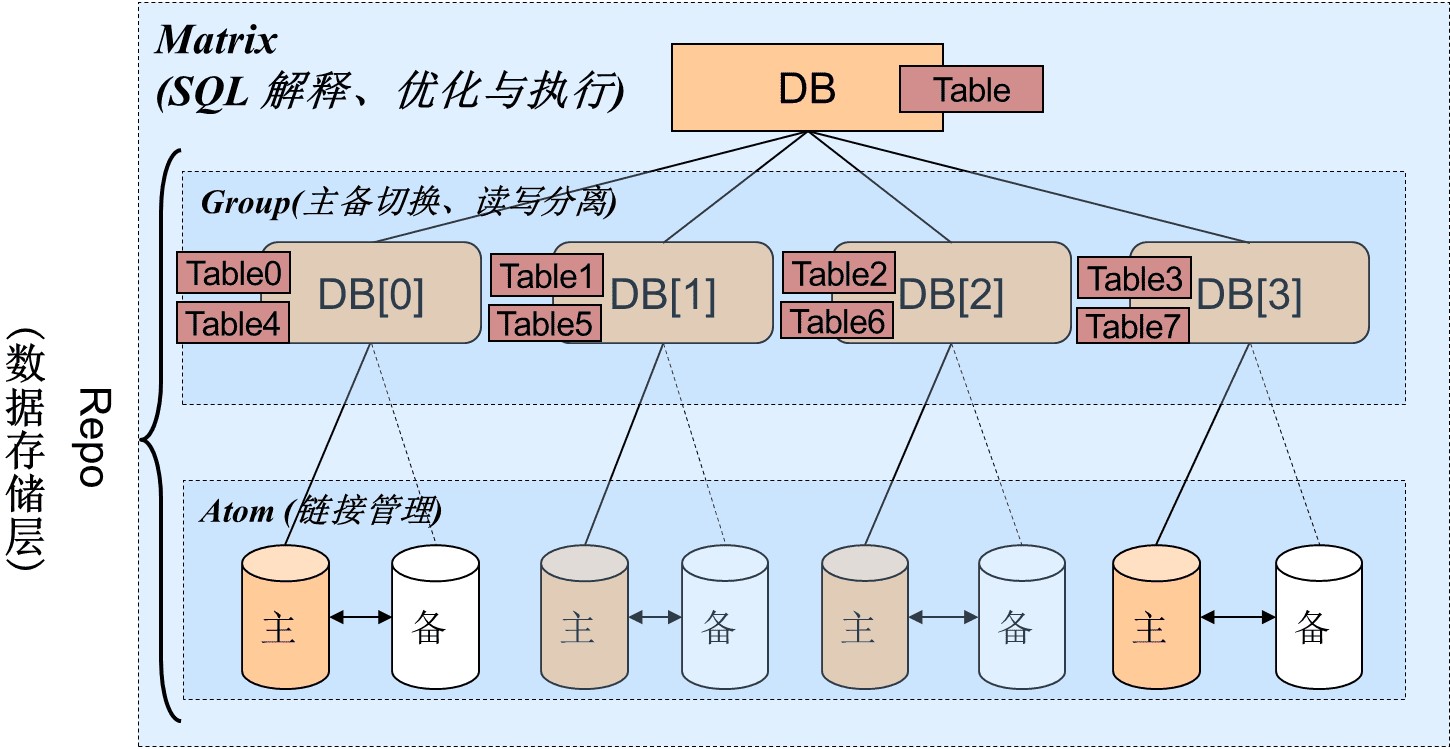 Matrix
(SQL 解释、优化与执行)
DB
Table
Group(主备切换、读写分离)
Table0
Table4
DB[0]
Table1
Table5
DB[1]
Table2
Table6
DB[2]
Table3
Table7
DB[3]
Repo
（数据存储层）
Atom (链接管理)
主
备
主
备
主
备
主
备